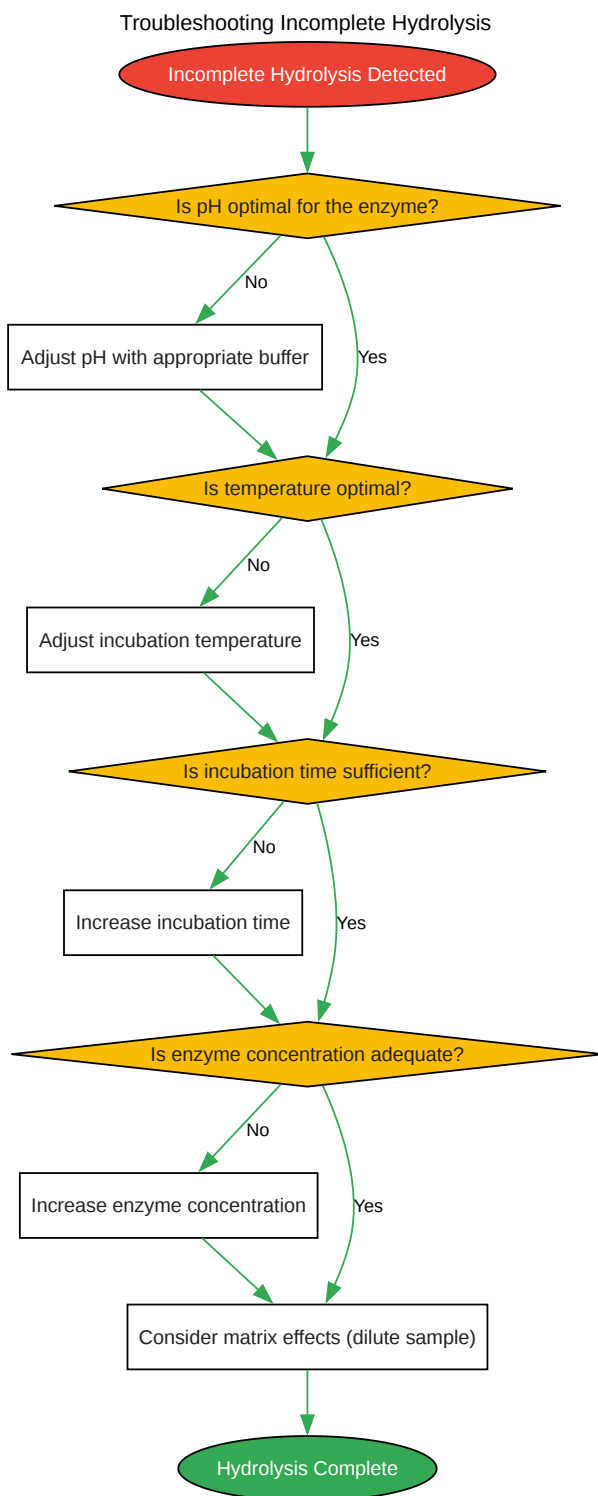 Troubleshooting Incomplete Hydrolysis
Incomplete Hydrolysis Detected
Is pH optimal for the enzyme?
No
Adjust pH with appropriate buffer
Yes
Is temperature optimal?
No
Adjust incubation temperature
Yes
Is incubation time sufficient?
No
Increase incubation time
Yes
Is enzyme concentration adequate?
No
Increase enzyme concentration
Yes
Consider matrix effects (dilute sample)
Hydrolysis Complete